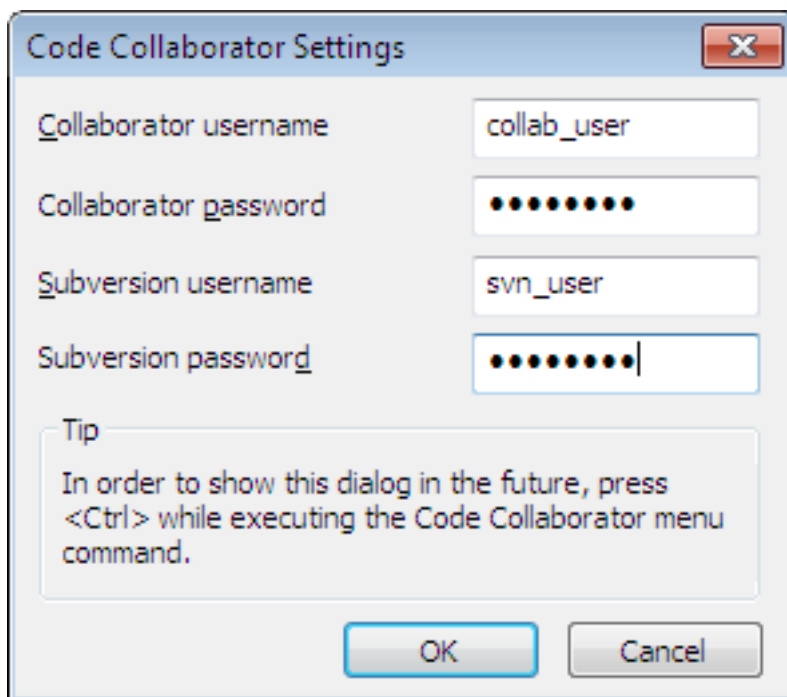 Code Collaborator Settings
Collaborator username collab_user
Collaborator password ●●●●●●●●
Subversion username svn_user
Subversion password ●●●●●●●●
Tip
In order to show this dialog in the future, press
<Ctrl> while executing the Code Collaborator menu
command.
OK Cancel